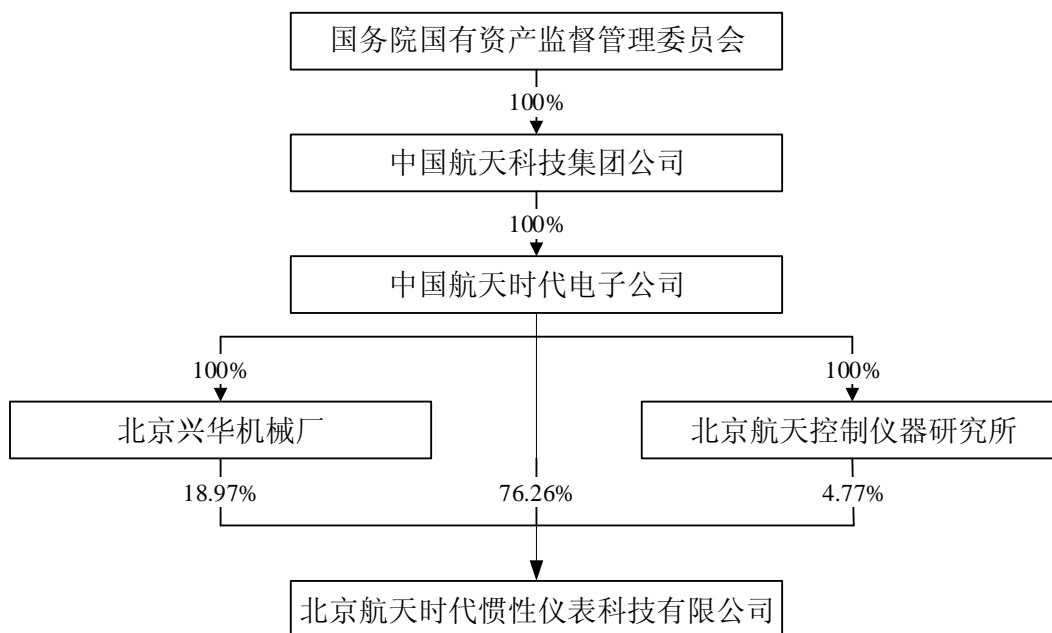 国务院国有资产监督管理委员会
100%
中国航天科技集团公司
100%
中国航天时代电子公司
100%
100%
北京兴华机械厂
北京航天控制仪器研究所
18.97%
76.26%
4.77%
北京航天时代惯性仪表科技有限公司